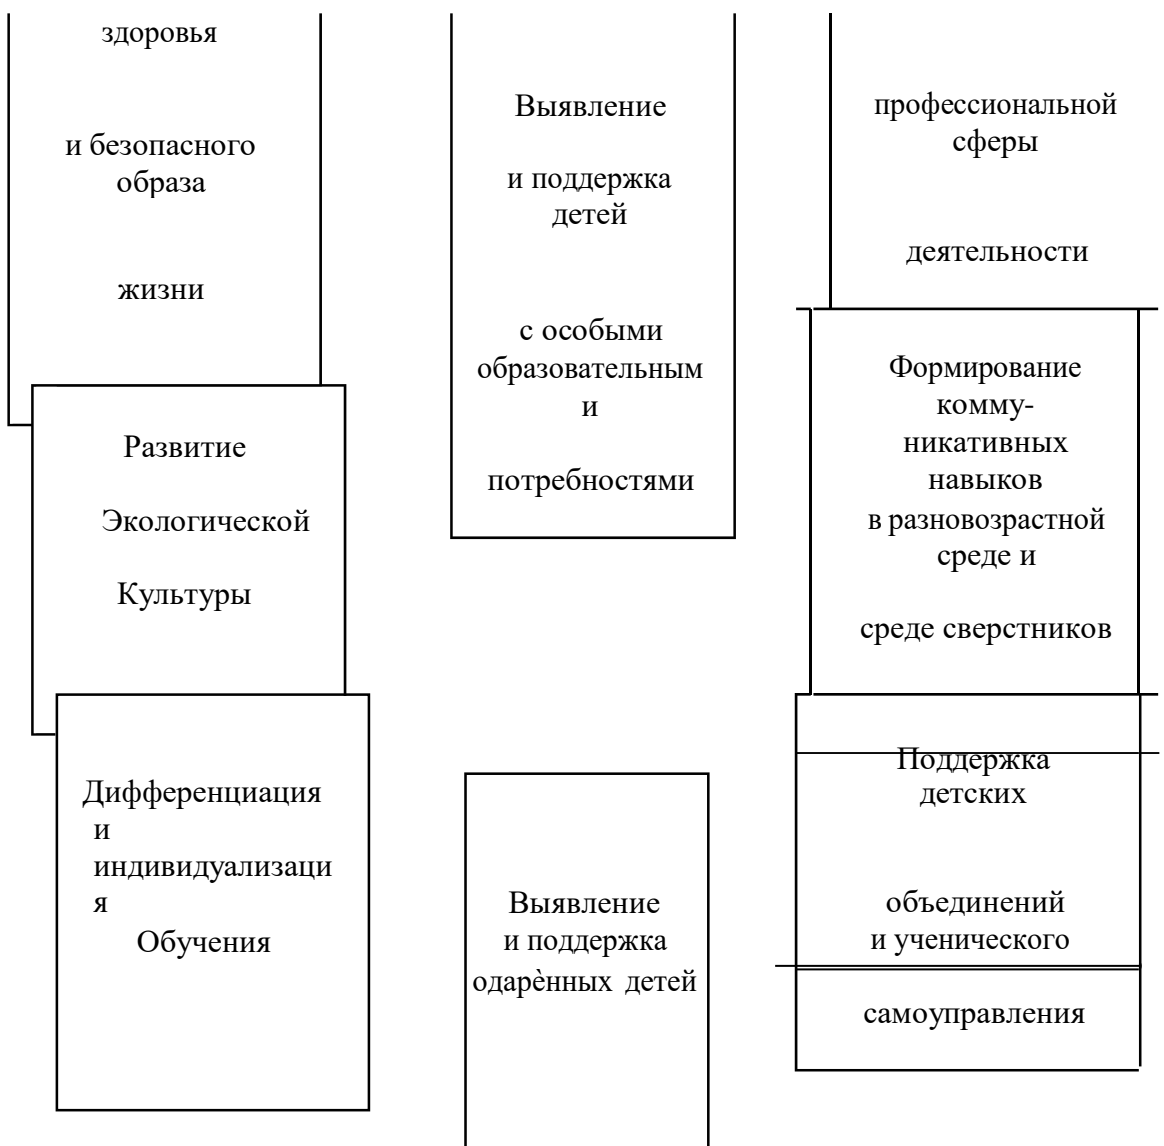 здоровья
и безопасного
образа
жизни
Развитие
Экологической
Культуры
Дифференциация
и
индивидуализаци
я
Обучения
Выявление
и поддержка
детей
с особыми
образовательным
и
потребностями
Выявление
и поддержка
одарѐнных детей
профессиональной
сферы
деятельности
Формирование
комму-
никативных
навыков
в разновозрастной
среде и
среде сверстников
Поддержка
детских
объединений
и ученического
самоуправления